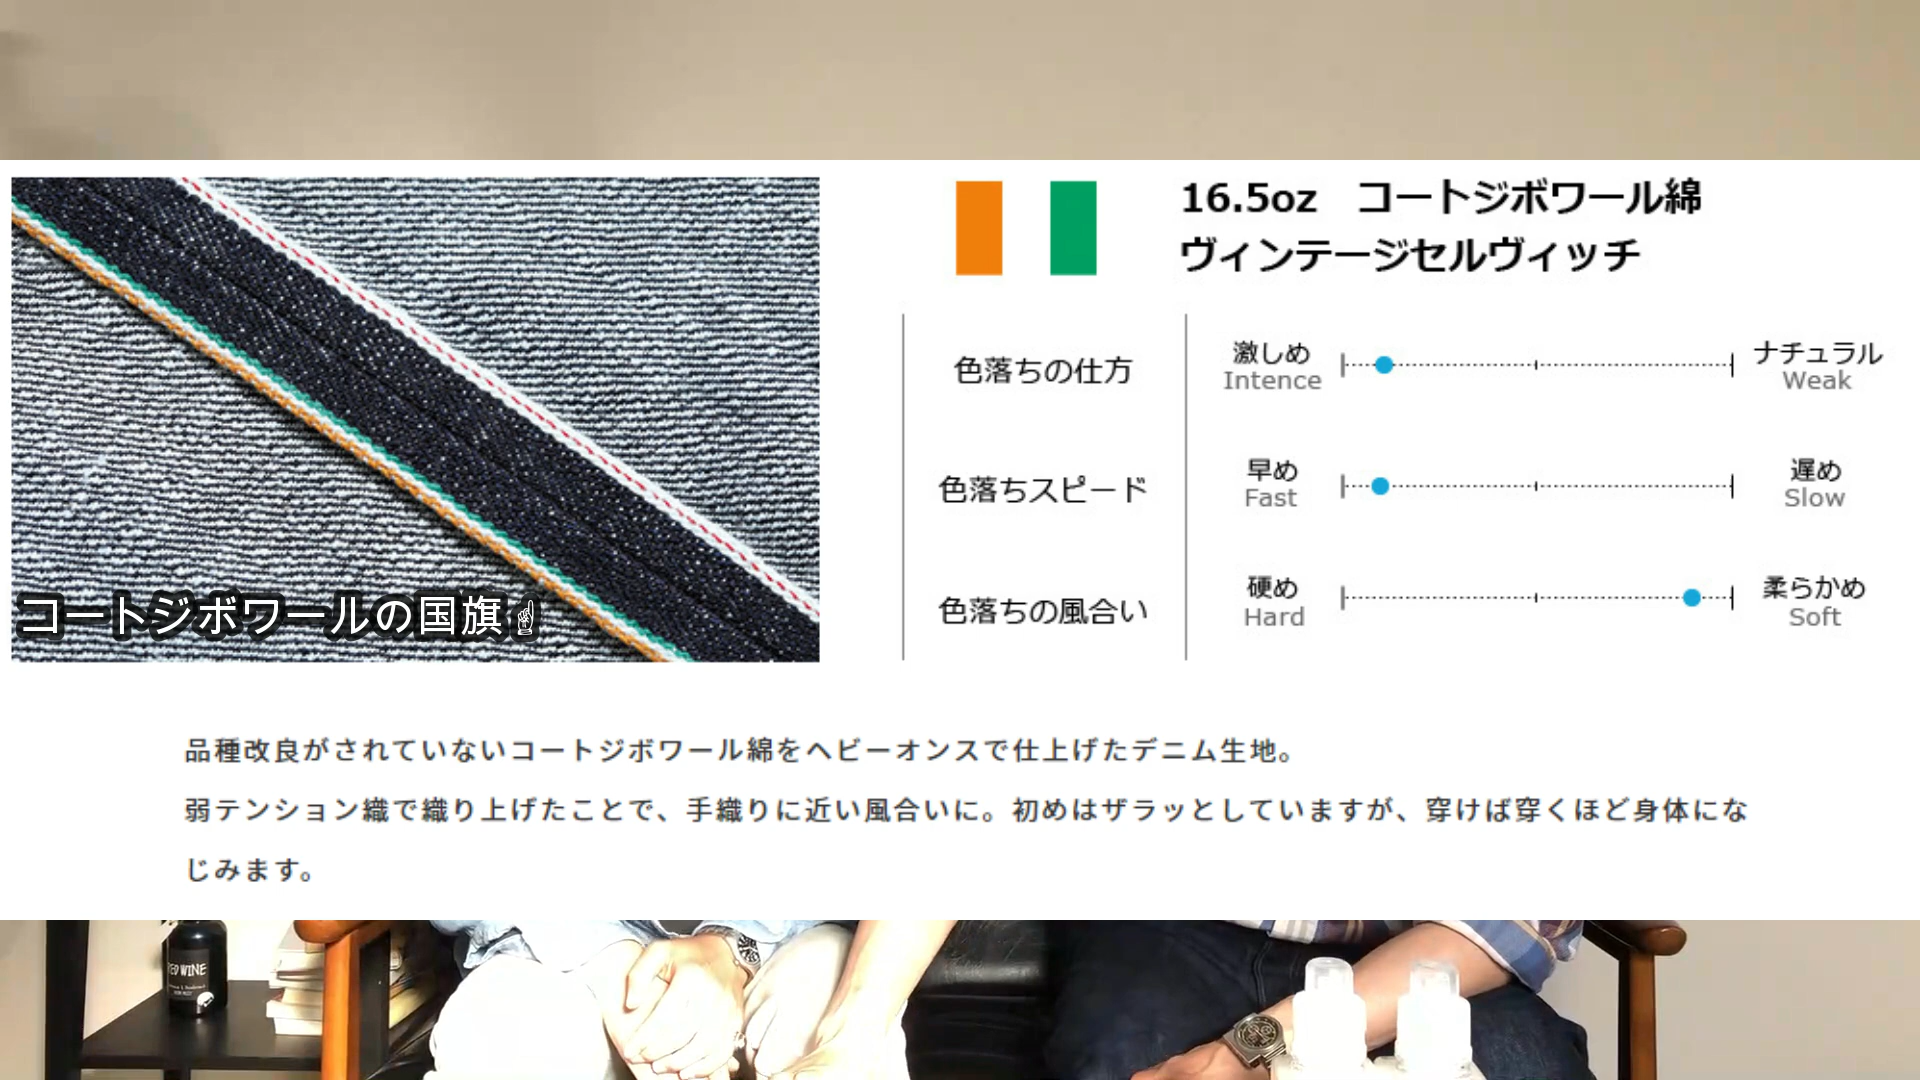 16.5oz　コートジボワール綿
ヴィンテージセルヴィッチ
色落ちの仕方
激しめ
Intence
ナチュラル
Weak
色落ちスピード
早め
Fast
遅め
Slow
色落ちの風合い
硬め
Hard
柔らかめ
Soft
コートジボワールの国旗☝
品種改良がされていないコートジボワール綿をヘビーオンスで仕上げたデニム生地。
弱テンション織で織り上げたことで、手織りに近い風合いに。初めはザラッとしていますが、穿けば穿くほど身体にな
じみます。
RED WINE